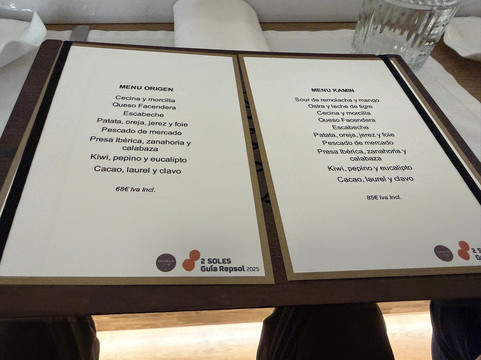 MENU ORIGEN
Cecina y morcilla
Queso Facendera
Escabeche
Patata, oreja, jerez y foie
Pescado de mercado
Presa Ibérica, zanahoria y
calabaza
Kiwi, pepino y eucalipto
Cacao, laurel y clavo
68€ Iva Incl.
2 SOLES
Guía Repsol 2025
MENU KAMIN
Sour de remolacha y mango
Ostra y leche de tigre
Cecina y morcilla
Queso Facendera
Escabeche
Patata, oreja, jerez y foie
Pescado de mercado
Presa Ibérica, zanahoria y
calabaza
Kiwi, pepino y eucalipto
Cacao, laurel y clavo
85€ Iva Incl.
2 S
Guía